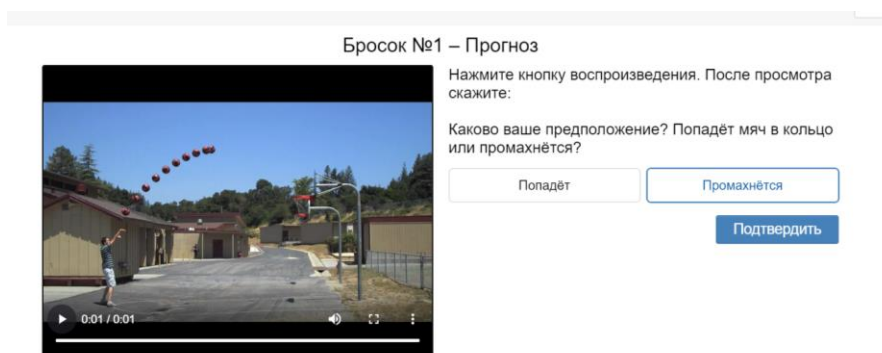 Бросок №1 – Прогноз
Нажмите кнопку воспроизведения. После просмотра
скажите:
Каково ваше предположение? Попадёт мяч в кольцо
или промахнётся?
Попадёт
Промахнётся
Подтвердить
0:01 / 0:01